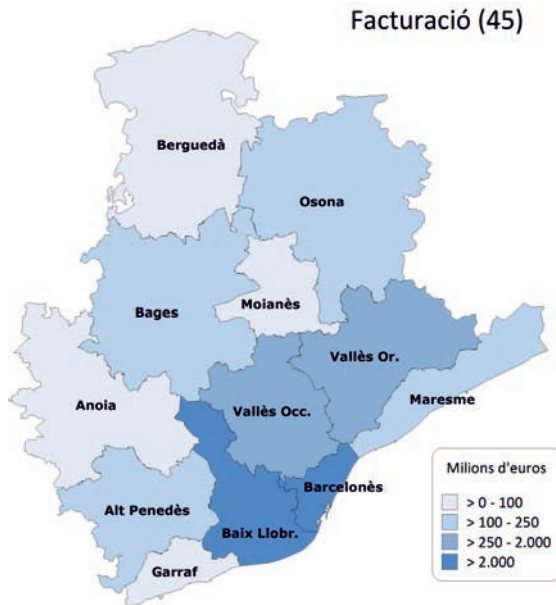 Facturació (45)
Berguedà
Osona
Bages
Moianès
Vallès Or.
Anoia
Vallès Occ.
Maresme
Barcelonès
Alt Penedès
Baix Llobr.
Garraf
Milions d'euros
> 0 - 100
> 100 - 250
> 250 - 2.000
> 2.000